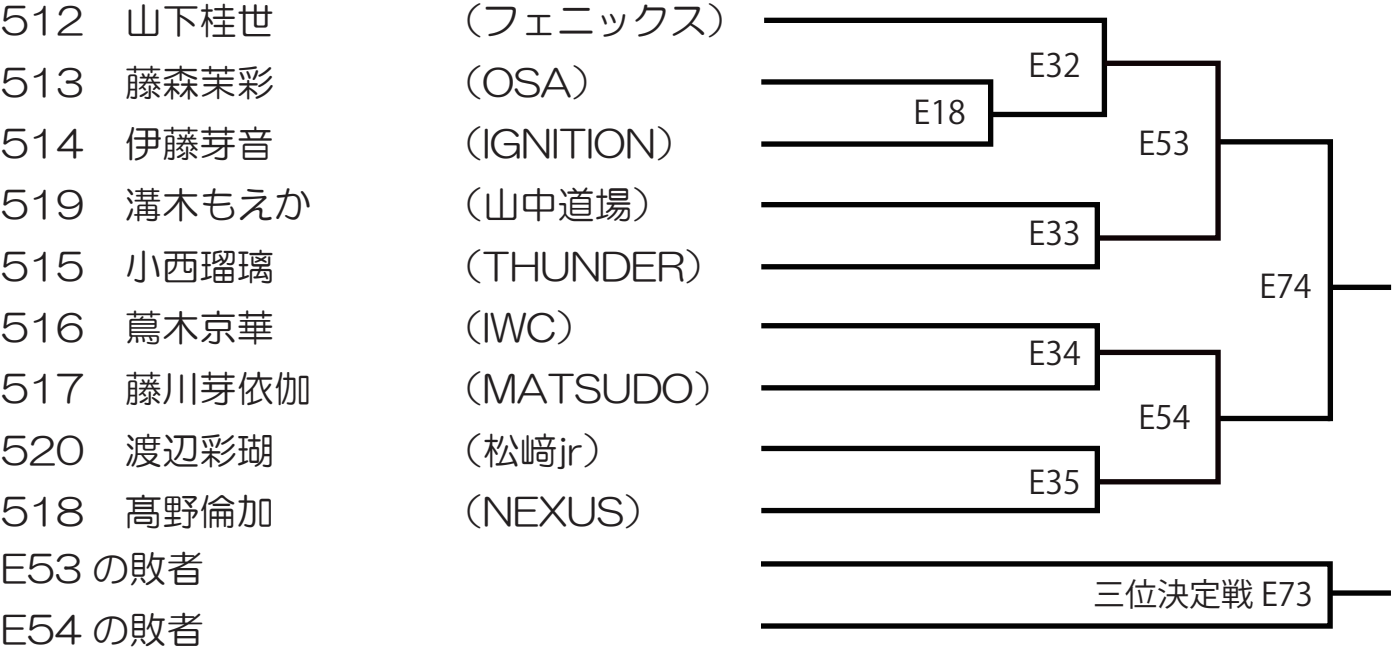 512 山下桂世 （フェニックス）
E32
513 藤森茉彩 （OSA）
E18
514 伊藤芽音 （IGNITION）
E53
519 溝木もえか （山中道場）
E33
515 小西瑠璃 （THUNDER）
E74
516 蔦木京華 （IWC）
E34
517 藤川芽依伽 （MATSUDO）
E54
520 渡辺彩瑚 （松﨑jr）
E35
518 髙野倫加 （NEXUS）
E53 の敗者
三位決定戦 E73
E54 の敗者